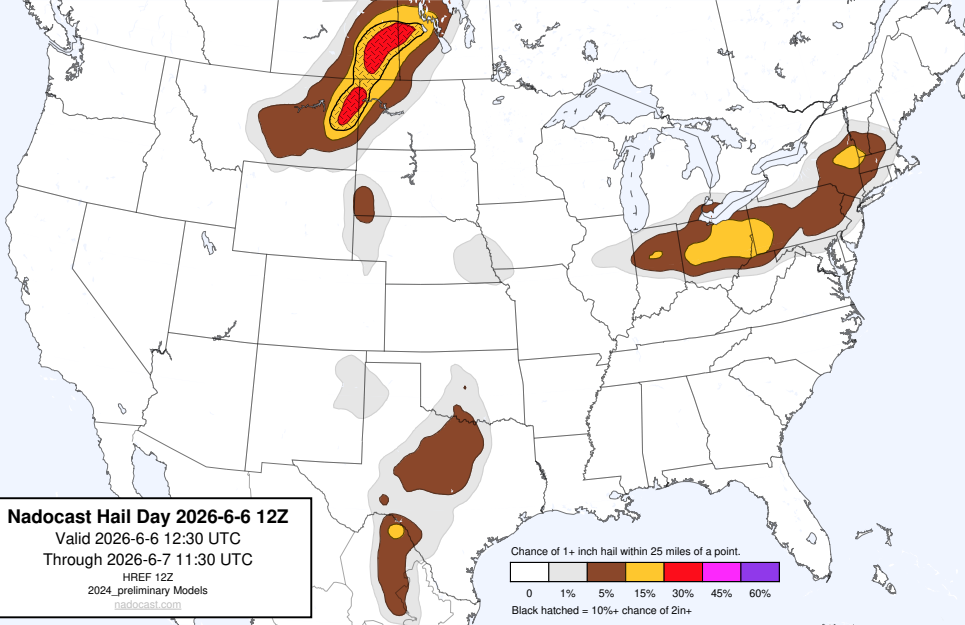 Nadocast Hail Day 2026-6-6 12Z
Valid 2026-6-6 12:30 UTC
Through 2026-6-7 11:30 UTC
HREF 12Z
2024_preliminary Models
nadocast.com
Chance of 1+ inch hail within 25 miles of a point.
0 1% 5% 15% 30% 45% 60%
Black hatched = 10%+ chance of 2in+